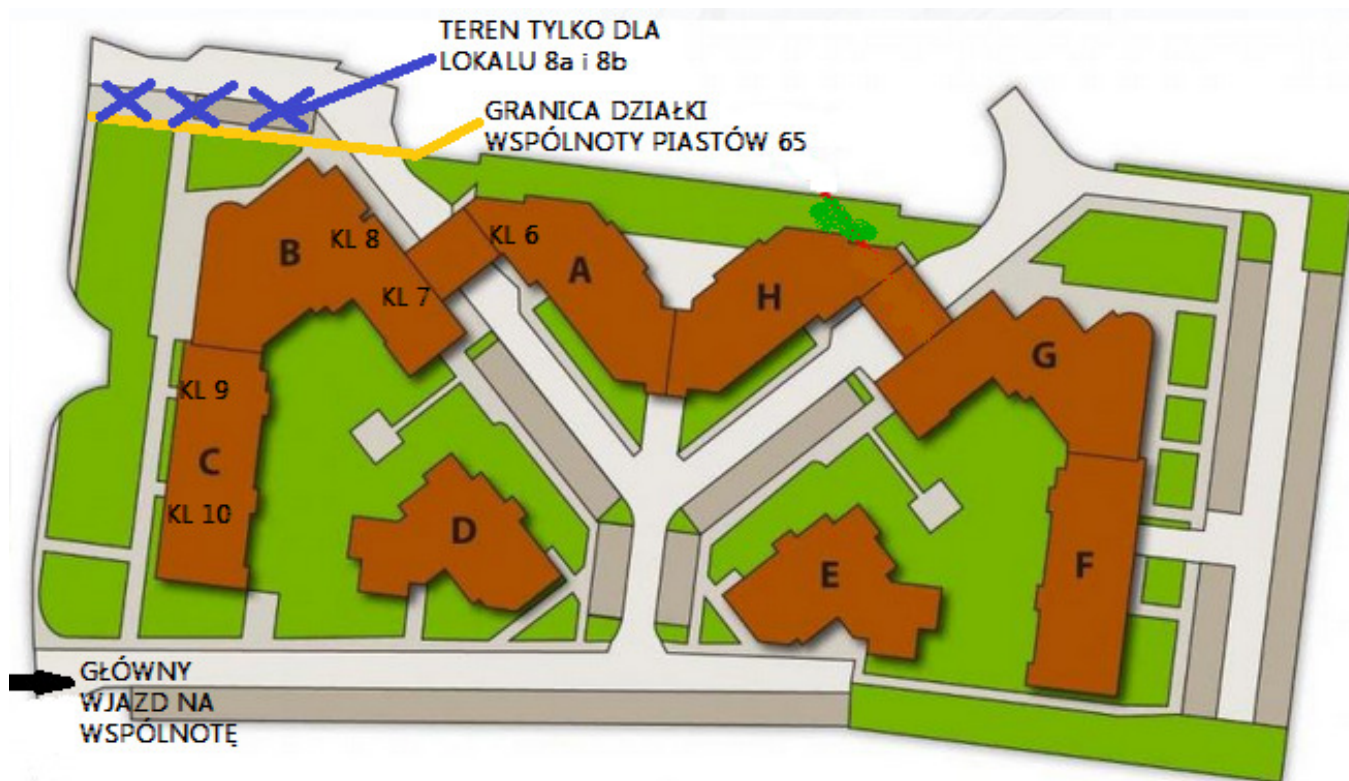 TEREN TYLKO DLA
LOKALU 8a i 8b
GRANICA DZIAŁKI
WSPÓLNOTY PIASTÓW 65
KL 8
KL 6
B
A
KL 7
H
G
KL 9
C
KL 10
D
E
F
GŁÓWNY
WJAZD NA
WSPÓLNOTĘ